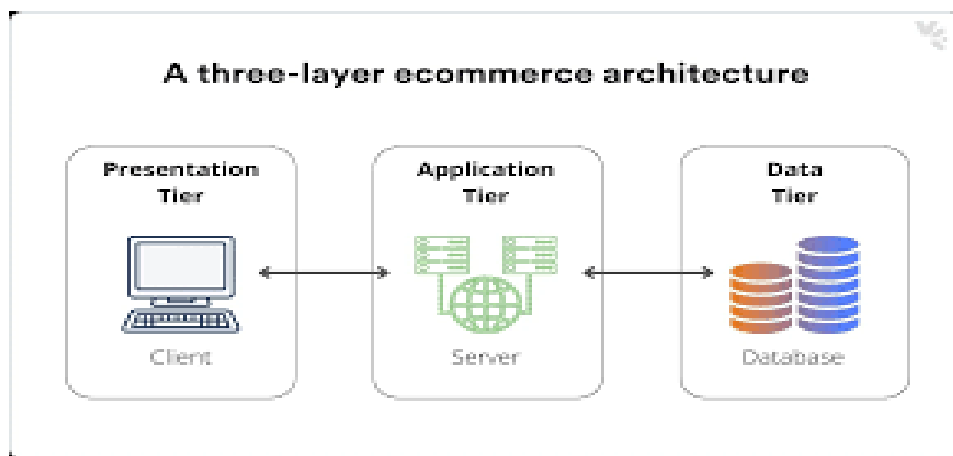 A three-layer ecommerce architecture
Presentation
Tier
Client
Application
Tier
Server
Data
Tier
Database